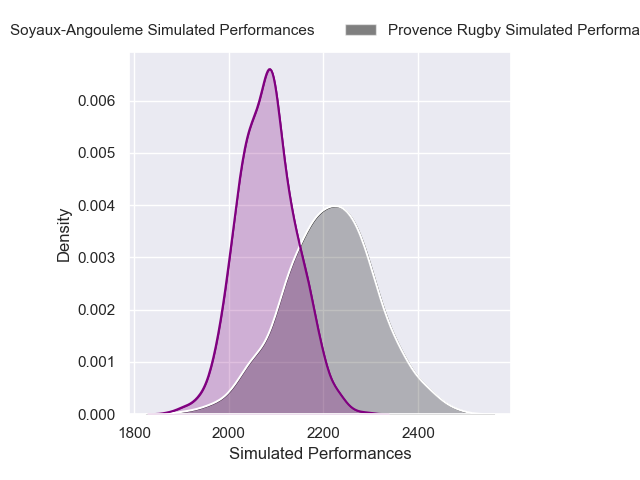 Soyaux-Angouleme Simulated Performances
Provence Rugby Simulated Performa
0.006
0.005
0.004
0.003
0.002
0.001
0.000
Density
1800
2000
2200
2400
Simulated Performances